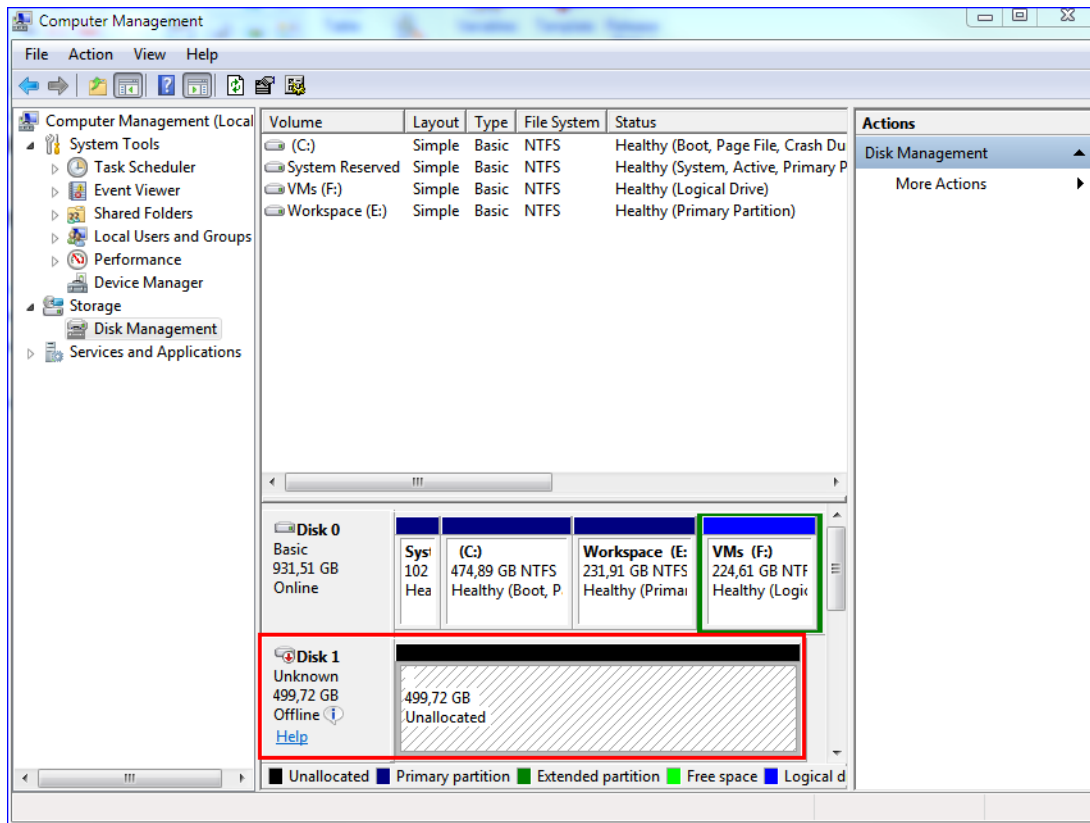 Computer Management
File Action View Help
Computer Management (Local
System Tools
Task Scheduler
Event Viewer
Shared Folders
Local Users and Groups
Performance
Device Manager
Storage
Disk Management
Services and Applications
Volume Layout Type File System Status
(C:) Simple Basic NTFS Healthy (Boot, Page File, Crash Du
System Reserved Simple Basic NTFS Healthy (System, Active, Primary P
VMs (F:) Simple Basic NTFS Healthy (Logical Drive)
Workspace (E:) Simple Basic NTFS Healthy (Primary Partition)
Disk 0
Basic
931,51 GB
Online
Syst
102
Hea
(C:)
474,89 GB NTFS
Healthy (Boot, P
Workspace (E:
231,91 GB NTFS
Healthy (Primar
VMs (F:)
224,61 GB NTF
Healthy (Logic
Disk 1
Unknown
499,72 GB
Offline
Help
499,72 GB
Unallocated
Unallocated Primary partition Extended partition Free space Logical d
Actions
Disk Management
More Actions